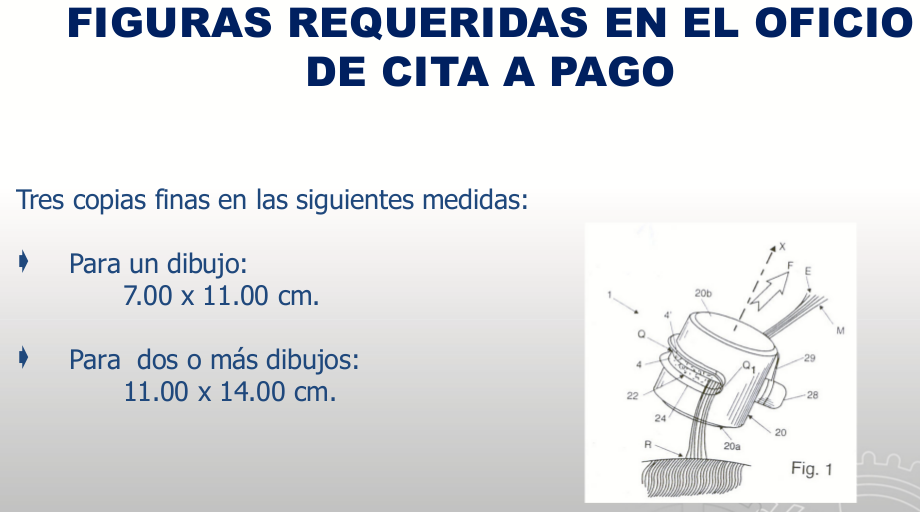 FIGURAS REQUERIDAS EN EL OFICIO
DE CITA A PAGO
Tres copias finas en las siguientes medidas:
Para un dibujo:
7.00 x 11.00 cm.
Para dos o más dibujos:
11.00 x 14.00 cm.
X
F
E
1
20b
4'
M
Q
4
29
Q1
22
28
24
20
20a
R
Fig. 1